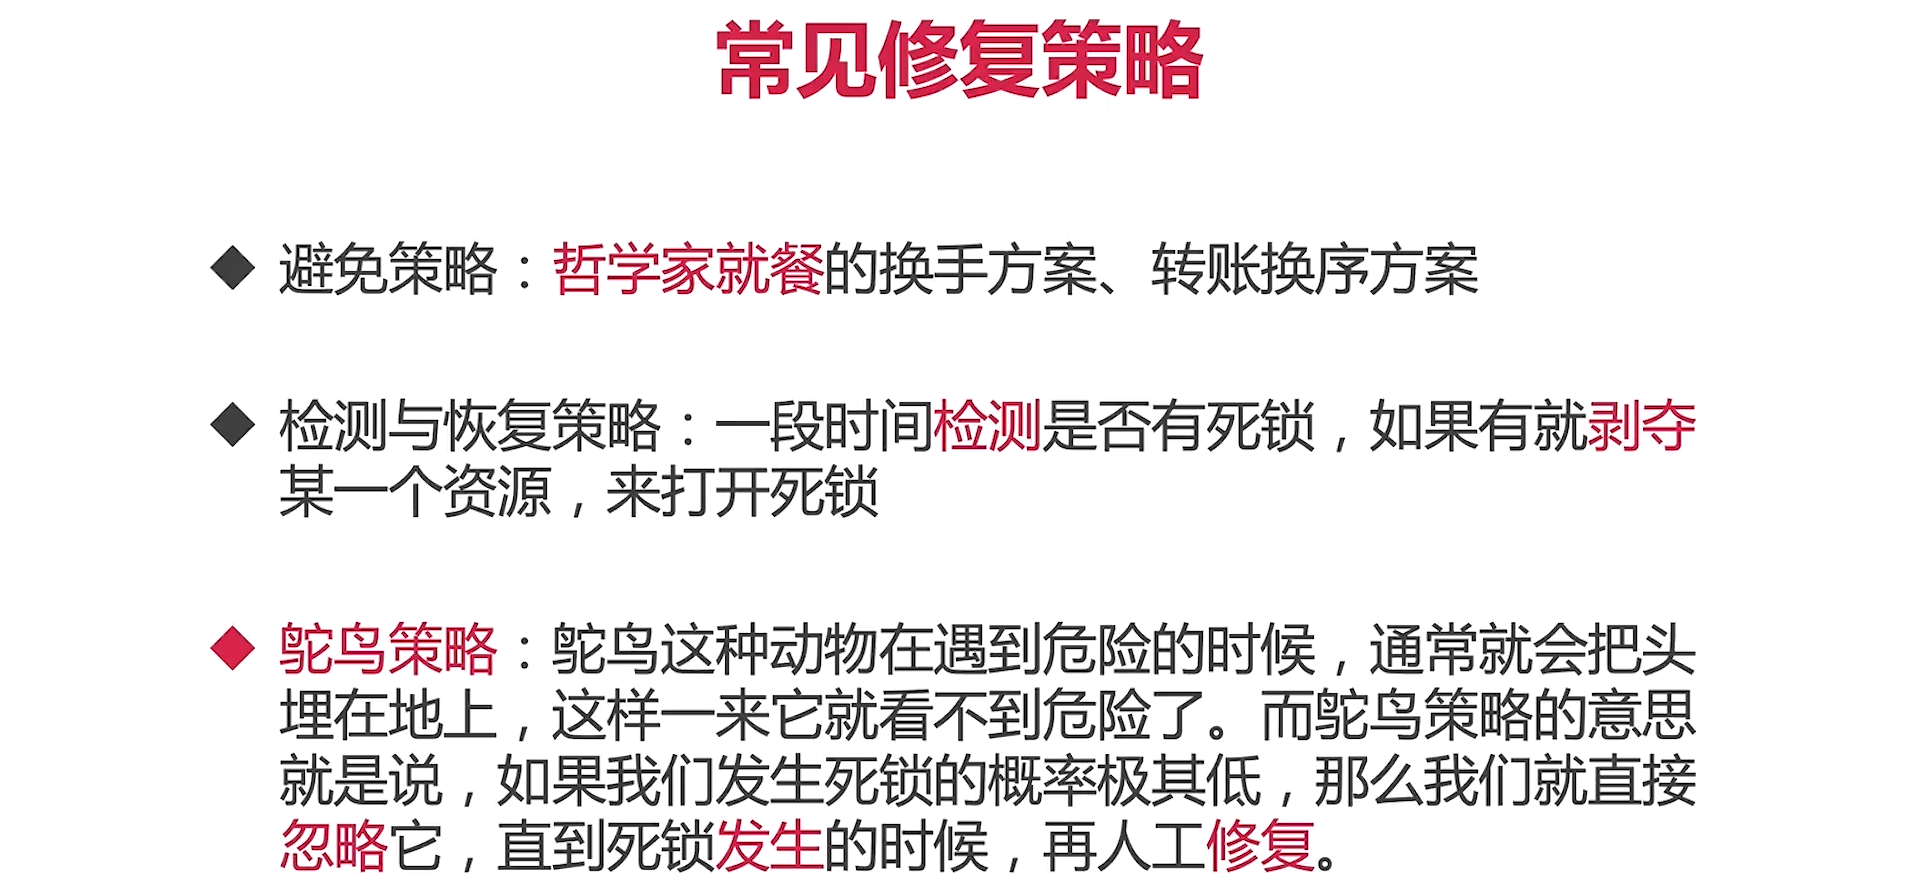 常见修复策略
◆ 避免策略：哲学家就餐的换手方案、转账换序方案
◆ 检测与恢复策略：一段时间检测是否有死锁，如果有就剥夺
某一个资源，来打开死锁
◆ 鸵鸟策略：鸵鸟这种动物在遇到危险的时候，通常就会把头
埋在地上，这样一来它就看不到危险了。而鸵鸟策略的意思
就是说，如果我们发生死锁的概率极其低，那么我们就直接
忽略它，直到死锁发生的时候，再人工修复。